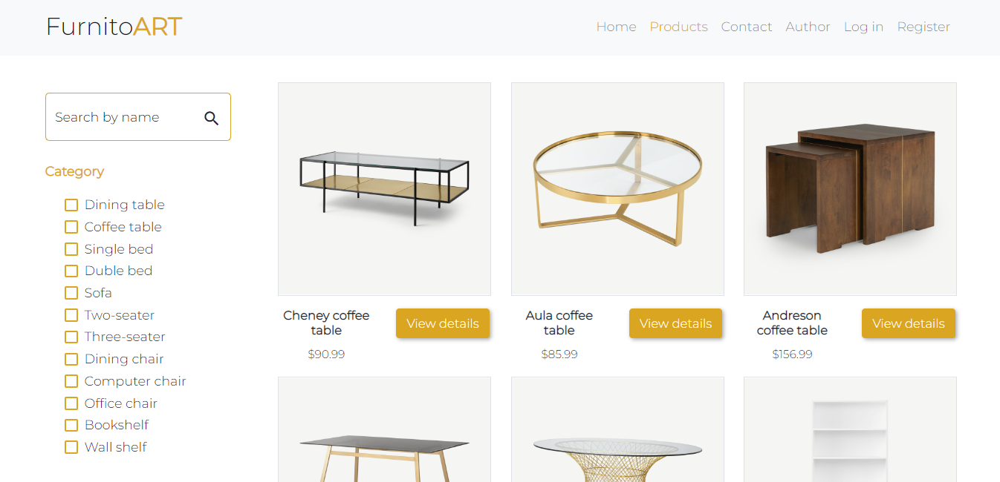 FurnitoART
Home Products Contact Author Log in Register
Search by name
Category
Dining table
Coffee table
Single bed
Duble bed
Sofa
Two-seater
Three-seater
Dining chair
Computer chair
Office chair
Bookshelf
Wall shelf
Cheney coffee
table
$90.99
View details
Aula coffee
table
$85.99
View details
Andreson
coffee table
$156.99
View details